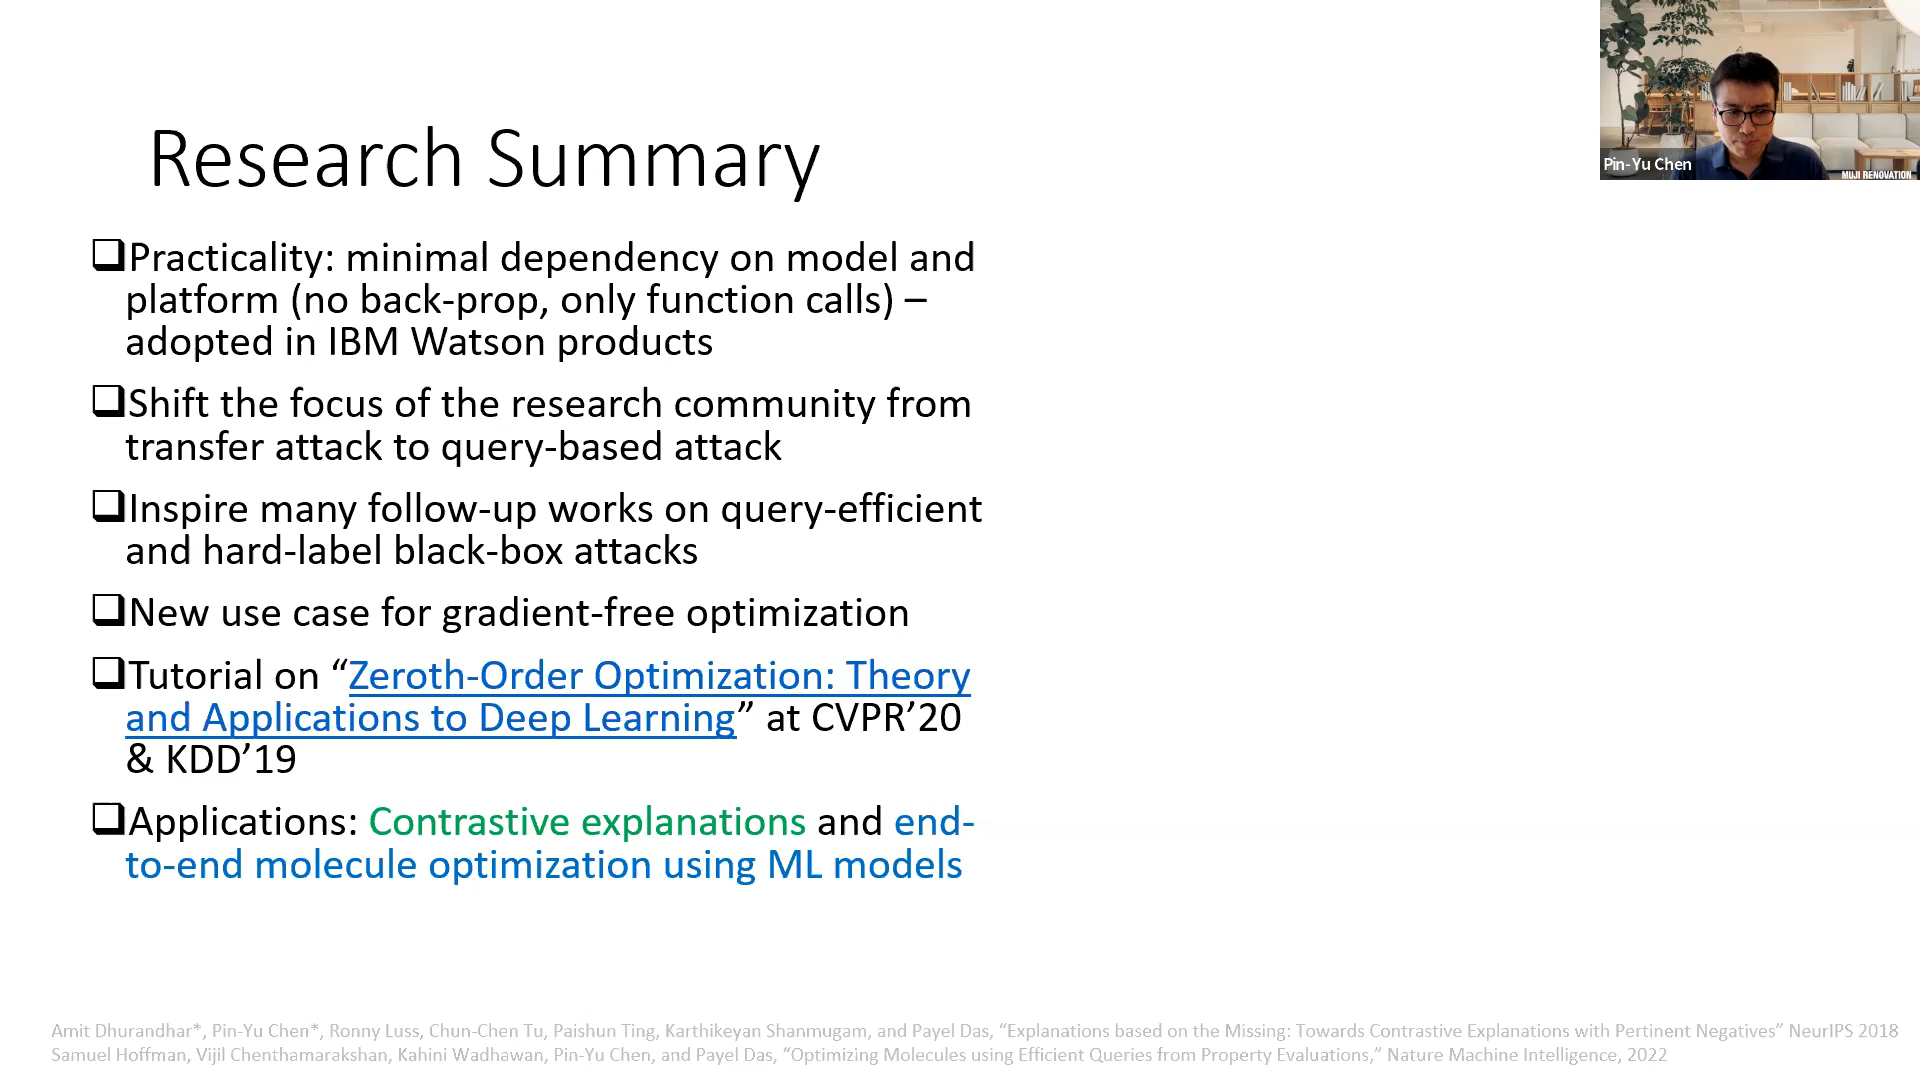 Research Summary
Pin-Yu Chen
MUJI RENOVATION
❑Practicality: minimal dependency on model and
platform (no back-prop, only function calls) –
adopted in IBM Watson products
❑Shift the focus of the research community from
transfer attack to query-based attack
❑Inspire many follow-up works on query-efficient
and hard-label black-box attacks
❑New use case for gradient-free optimization
❑Tutorial on “Zeroth-Order Optimization: Theory
and Applications to Deep Learning” at CVPR’20
& KDD’19
❑Applications: Contrastive explanations and end-
to-end molecule optimization using ML models
Amit Dhurandhar*, Pin-Yu Chen*, Ronny Luss, Chun-Chen Tu, Paishun Ting, Karthikeyan Shanmugam, and Payel Das, “Explanations based on the Missing: Towards Contrastive Explanations with Pertinent Negatives” NeurIPS 2018
Samuel Hoffman, Vijil Chenthamarakshan, Kahini Wadhawan, Pin-Yu Chen, and Payel Das, “Optimizing Molecules using Efficient Queries from Property Evaluations,” Nature Machine Intelligence, 2022